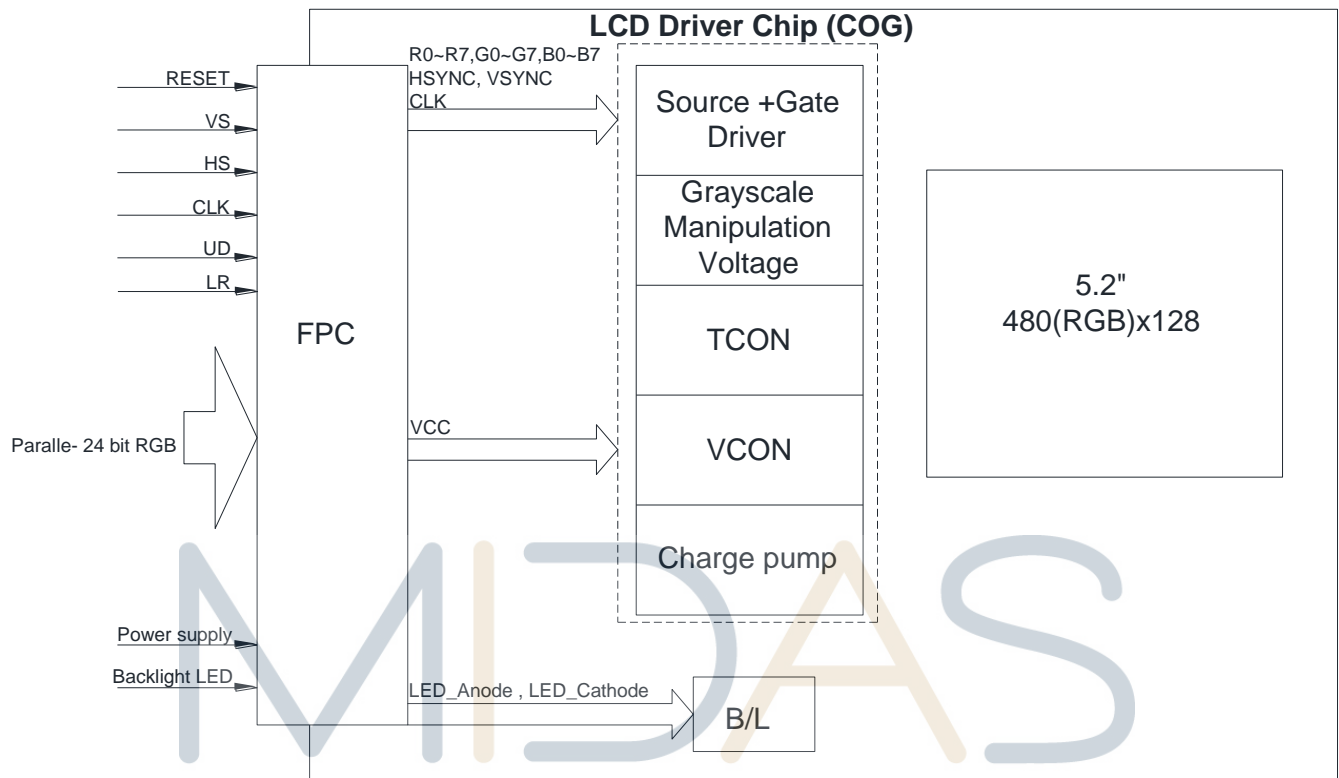 LCD Driver Chip (COG)
R0~R7,G0~G7,B0~B7
HSYNC, VSYNC
CLK
RESET
VS
HS
CLK
UD
LR
FPC
Paralle- 24 bit RGB
VCC
Power supply
Backlight LED
LED_Anode , LED_Cathode
Source +Gate
Driver
Grayscale
Manipulation
Voltage
TCON
VCON
Charge pump
B/L
5.2"
480(RGB)x128
MIDAS